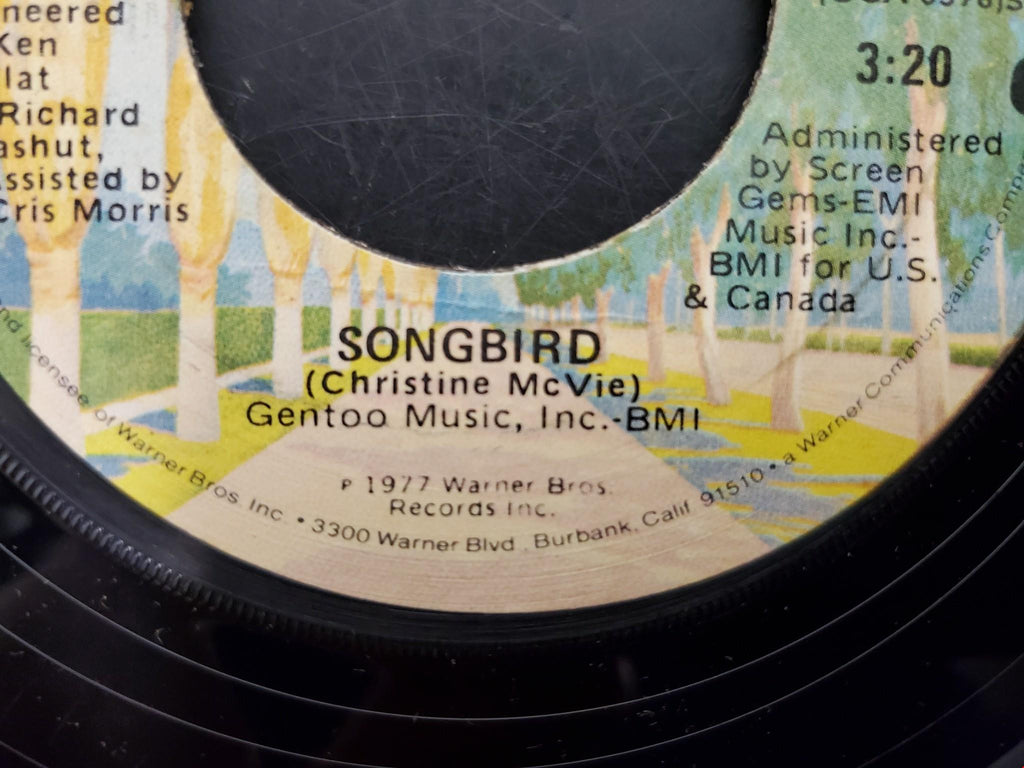 neered
Ken
lat
Richard
ashut,
ssisted by
Cris Morris
3:20
Administered
by Screen
Gems-EMI
Music Inc.-
BMI for U.S.
& Canada
SONGBIRD
(Christine McVie)
Gentoo Music, Inc.-BMI
P 1977 Warner Bros.
Records Inc.
nd licensee of Warner Bros. Inc. • 3300 Warner Blvd., Burbank, Calif. 91510 • a Warner Communications Compa